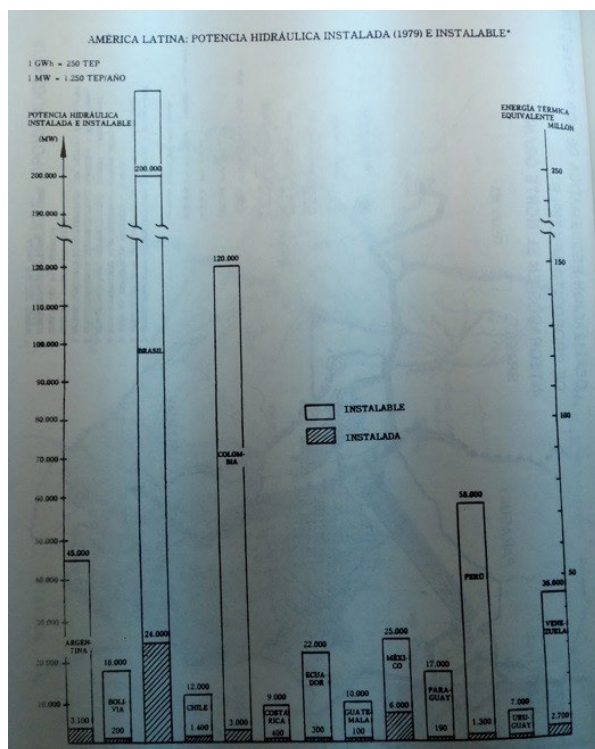 AMÉRICA LATINA: POTENCIA HIDRÁULICA INSTALADA (1979) E INSTALABLE*
1 GWh = 250 TEP
1 MW = 1.250 TEP/AÑO
POTENCIA HIDRÁULICA
INSTALADA E INSTALABLE
(MW)
ENERGÍA TÉRMICA
EQUIVALENTE
MILLON
200.000
190.000
120.000
110.000
100.000
90.000
80.000
70.000
60.000
50.000
40.000
30.000
20.000
10.000
250
150
100
50
INSTALABLE
INSTALADA
45.000
ARGEN-
TINA
3.100
18.000
BOLI-
VIA
200
200.000
BRASIL
24.000
12.000
CHILE
1.400
120.000
COLOM-
BIA
3.000
9.000
COSTA
RICA
400
22.000
ECUA-
DOR
300
10.000
GUATE-
MALA
100
25.000
MÉXI-
CO
6.000
17.000
PARA-
GUAY
190
58.000
PERÚ
1.300
7.000
URU-
GUAY
36.000
VENE-
ZUELA
2.700